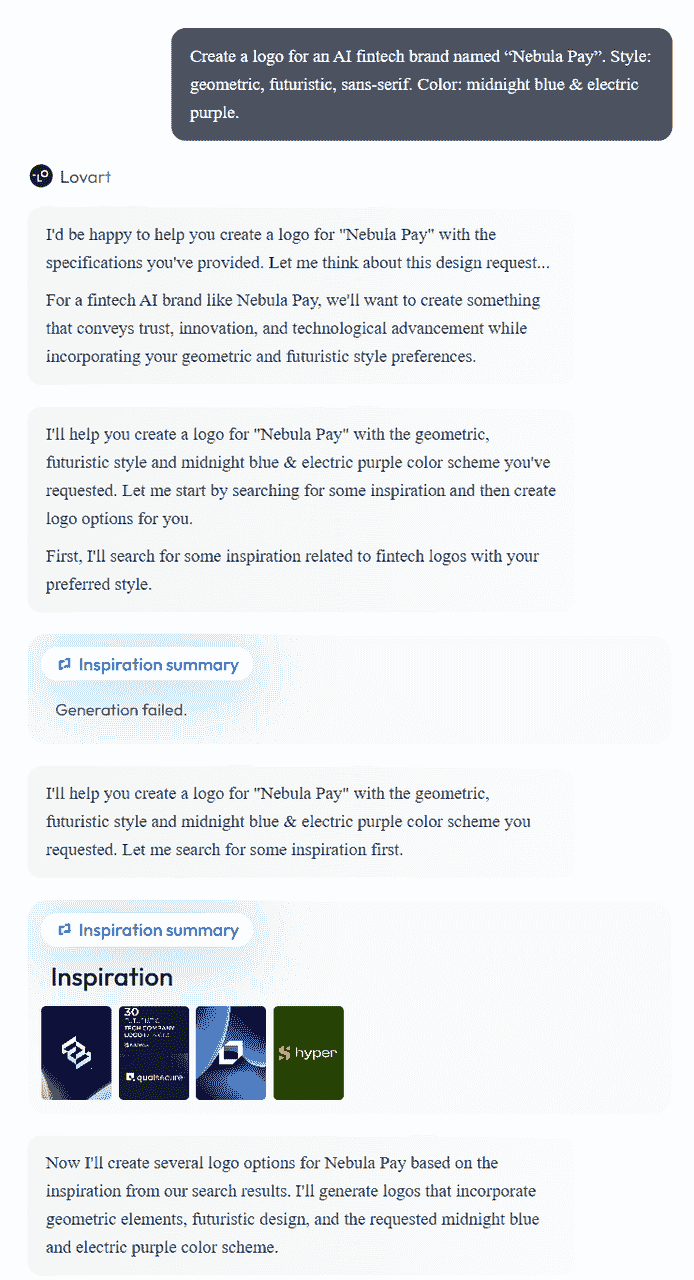 Create a logo for an AI fintech brand named “Nebula Pay”. Style:
geometric, futuristic, sans-serif. Color: midnight blue & electric
purple.
Lovart
I'd be happy to help you create a logo for "Nebula Pay" with the
specifications you've provided. Let me think about this design request...
For a fintech AI brand like Nebula Pay, we'll want to create something
that conveys trust, innovation, and technological advancement while
incorporating your geometric and futuristic style preferences.
I'll help you create a logo for "Nebula Pay" with the geometric,
futuristic style and midnight blue & electric purple color scheme you've
requested. Let me start by searching for some inspiration and then create
logo options for you.
First, I'll search for some inspiration related to fintech logos with your
preferred style.
Inspiration summary
Generation failed.
I'll help you create a logo for "Nebula Pay" with the geometric,
futuristic style and midnight blue & electric purple color scheme you
requested. Let me search for some inspiration first.
Inspiration summary
Inspiration
30
TECH COMPANY
qualtsecure
hyper
Now I'll create several logo options for Nebula Pay based on the
inspiration from our search results. I'll generate logos that incorporate
geometric elements, futuristic design, and the requested midnight blue
and electric purple color scheme.